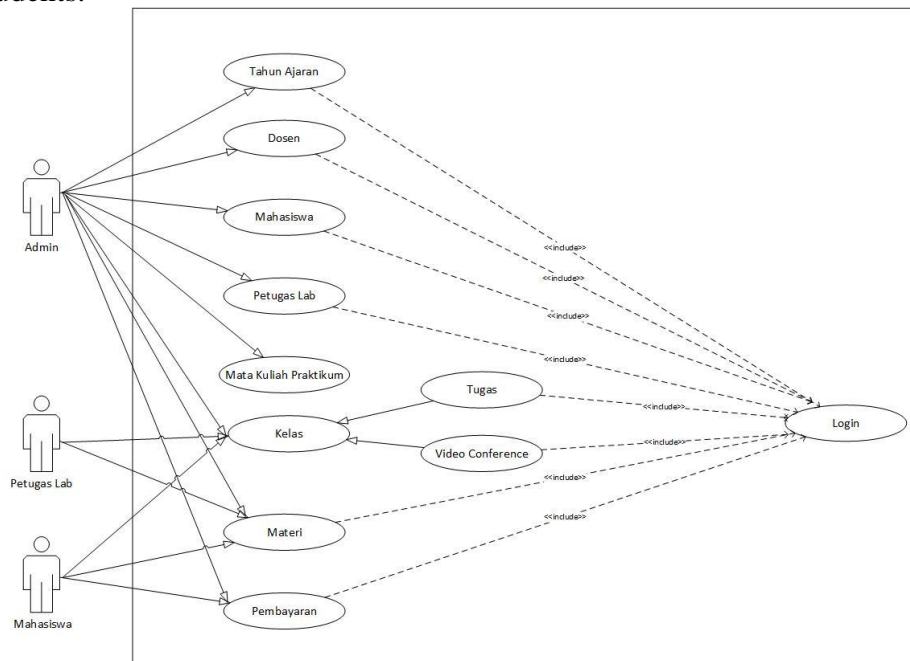 Tahun Ajaran
Dosen
Admin
Mahasiswa
<<include>>
<<include>>
Petugas Lab
<<include>>
<<include>>
Mata Kuliah Praktikum
Tugas
<<include>>
Kelas
Login
Video Conference
<<include>>
Petugas Lab
<<include>>
Materi
<<include>>
Pembayaran
Mahasiswa